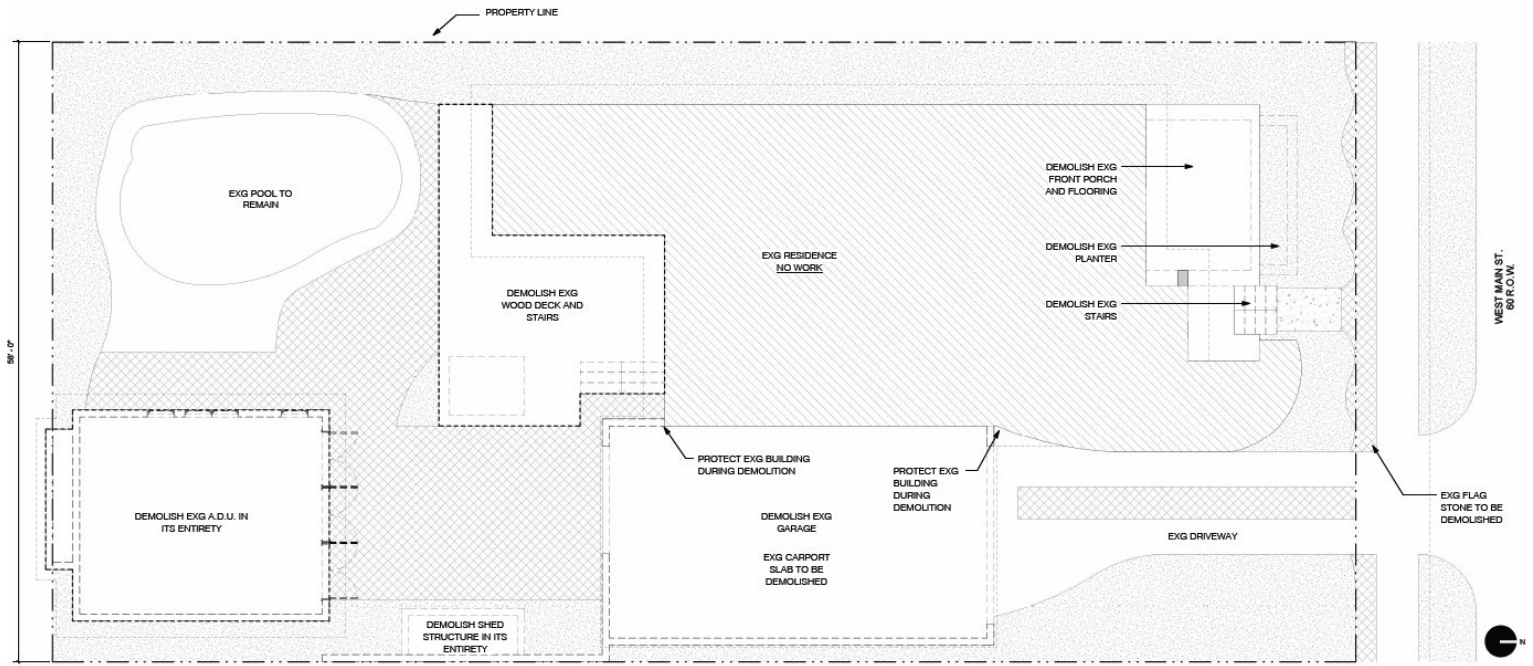 PROPERTY LINE
EXG POOL TO
REMAIN
DEMOLISH EXG
FRONT PORCH
AND FLOORING
DEMOLISH EXG
PLANTER
EXG RESIDENCE
NO WORK
DEMOLISH EXG
WOOD DECK AND
STAIRS
DEMOLISH EXG
STAIRS
WEST MAIN ST.
60 R.O.W.
56' - 0"
PROTECT EXG BUILDING
DURING DEMOLITION
PROTECT EXG
BUILDING
DURING
DEMOLITION
DEMOLISH EXG A.D.U. IN
ITS ENTIRETY
DEMOLISH EXG
GARAGE
EXG CARPORT
SLAB TO BE
DEMOLISHED
EXG FLAG
STONE TO BE
DEMOLISHED
EXG DRIVEWAY
DEMOLISH SHED
STRUCTURE IN ITS
ENTIRETY
N